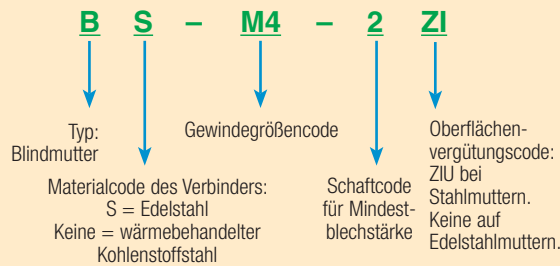 B S – M4 – 2 ZI
Typ:
Blindmutter
Materialcode des Verbinders:
S = Edelstahl
Keine = wärmebehandelter
Kohlenstoffstahl
Gewindegrößencode
Schaftcode
für Mindest-
blechstärke
Oberflächen-
vergütungscode:
ZIU bei
Stahlmuttern.
Keine auf
Edelstahlmuttern.